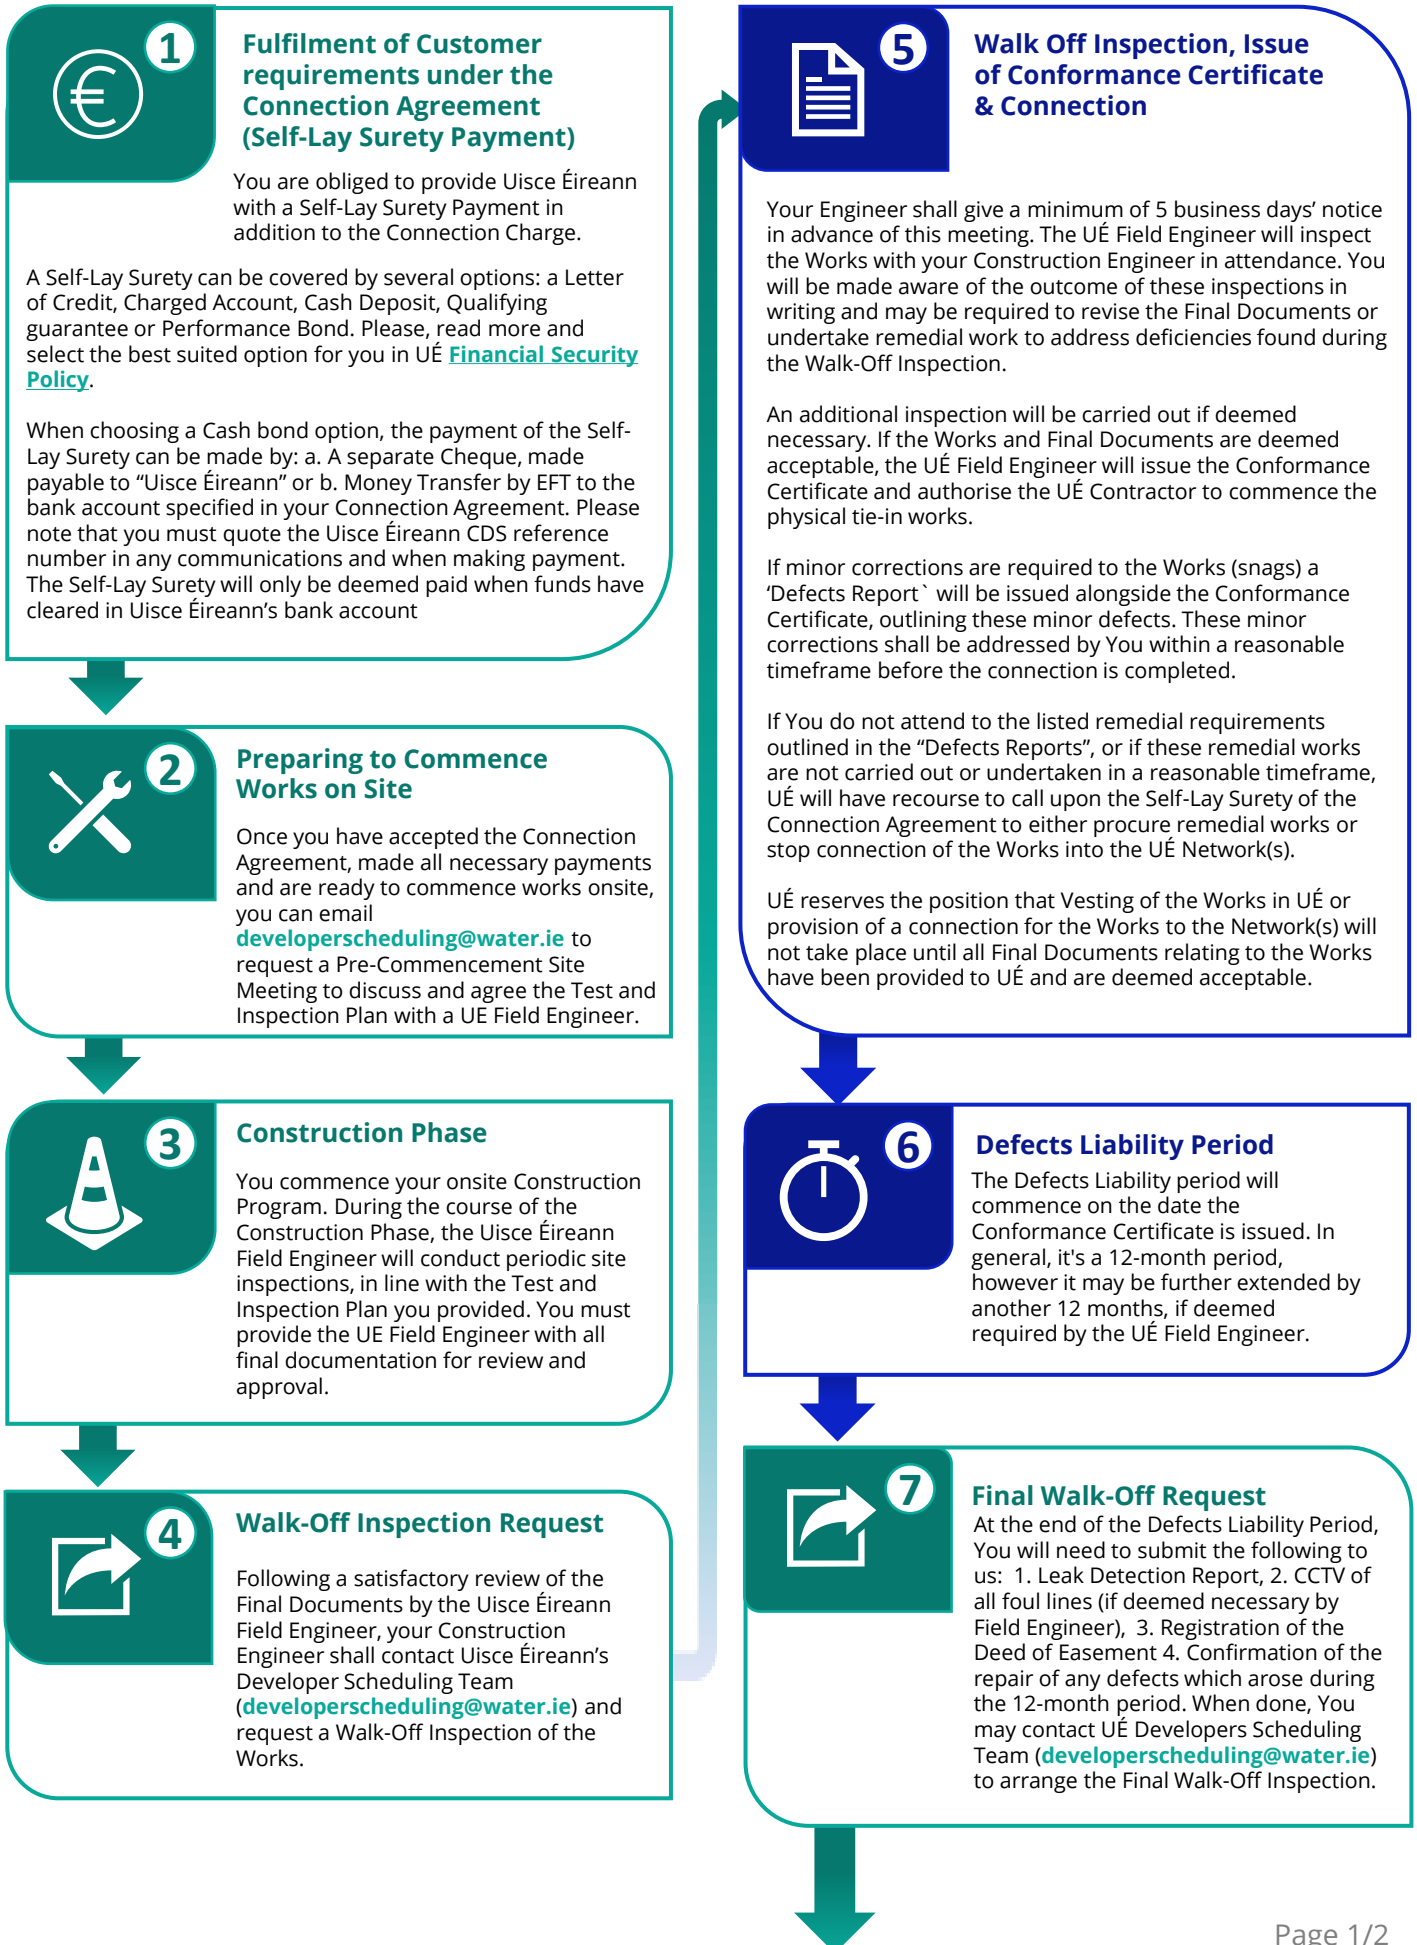 1
Fulfilment of Customer
requirements under the
Connection Agreement
(Self-Lay Surety Payment)
You are obliged to provide Uisce Éireann
with a Self-Lay Surety Payment in
addition to the Connection Charge.
A Self-Lay Surety can be covered by several options: a Letter
of Credit, Charged Account, Cash Deposit, Qualifying
guarantee or Performance Bond. Please, read more and
select the best suited option for you in UÉ Financial Security
Policy.
When choosing a Cash bond option, the payment of the Self-
Lay Surety can be made by: a. A separate Cheque, made
payable to “Uisce Éireann” or b. Money Transfer by EFT to the
bank account specified in your Connection Agreement. Please
note that you must quote the Uisce Éireann CDS reference
number in any communications and when making payment.
The Self-Lay Surety will only be deemed paid when funds have
cleared in Uisce Éireann’s bank account
2
Preparing to Commence
Works on Site
Once you have accepted the Connection
Agreement, made all necessary payments
and are ready to commence works onsite,
you can email
developerscheduling@water.ie to
request a Pre-Commencement Site
Meeting to discuss and agree the Test and
Inspection Plan with a UE Field Engineer.
3
Construction Phase
You commence your onsite Construction
Program. During the course of the
Construction Phase, the Uisce Éireann
Field Engineer will conduct periodic site
inspections, in line with the Test and
Inspection Plan you provided. You must
provide the UE Field Engineer with all
final documentation for review and
approval.
4
Walk-Off Inspection Request
Following a satisfactory review of the
Final Documents by the Uisce Éireann
Field Engineer, your Construction
Engineer shall contact Uisce Éireann’s
Developer Scheduling Team
(developerscheduling@water.ie) and
request a Walk-Off Inspection of the
Works.
5
Walk Off Inspection, Issue
of Conformance Certificate
& Connection
Your Engineer shall give a minimum of 5 business days’ notice
in advance of this meeting. The UÉ Field Engineer will inspect
the Works with your Construction Engineer in attendance. You
will be made aware of the outcome of these inspections in
writing and may be required to revise the Final Documents or
undertake remedial work to address deficiencies found during
the Walk-Off Inspection.
An additional inspection will be carried out if deemed
necessary. If the Works and Final Documents are deemed
acceptable, the UÉ Field Engineer will issue the Conformance
Certificate and authorise the UÉ Contractor to commence the
physical tie-in works.
If minor corrections are required to the Works (snags) a
‘Defects Report` will be issued alongside the Conformance
Certificate, outlining these minor defects. These minor
corrections shall be addressed by You within a reasonable
timeframe before the connection is completed.
If You do not attend to the listed remedial requirements
outlined in the “Defects Reports”, or if these remedial works
are not carried out or undertaken in a reasonable timeframe,
UÉ will have recourse to call upon the Self-Lay Surety of the
Connection Agreement to either procure remedial works or
stop connection of the Works into the UÉ Network(s).
UÉ reserves the position that Vesting of the Works in UÉ or
provision of a connection for the Works to the Network(s) will
not take place until all Final Documents relating to the Works
have been provided to UÉ and are deemed acceptable.
6
Defects Liability Period
The Defects Liability period will
commence on the date the
Conformance Certificate is issued. In
general, it's a 12-month period,
however it may be further extended by
another 12 months, if deemed
required by the UÉ Field Engineer.
7
Final Walk-Off Request
At the end of the Defects Liability Period,
You will need to submit the following to
us: 1. Leak Detection Report, 2. CCTV of
all foul lines (if deemed necessary by
Field Engineer), 3. Registration of the
Deed of Easement 4. Confirmation of the
repair of any defects which arose during
the 12-month period. When done, You
may contact UÉ Developers Scheduling
Team (developerscheduling@water.ie)
to arrange the Final Walk-Off Inspection.
Page 1/2